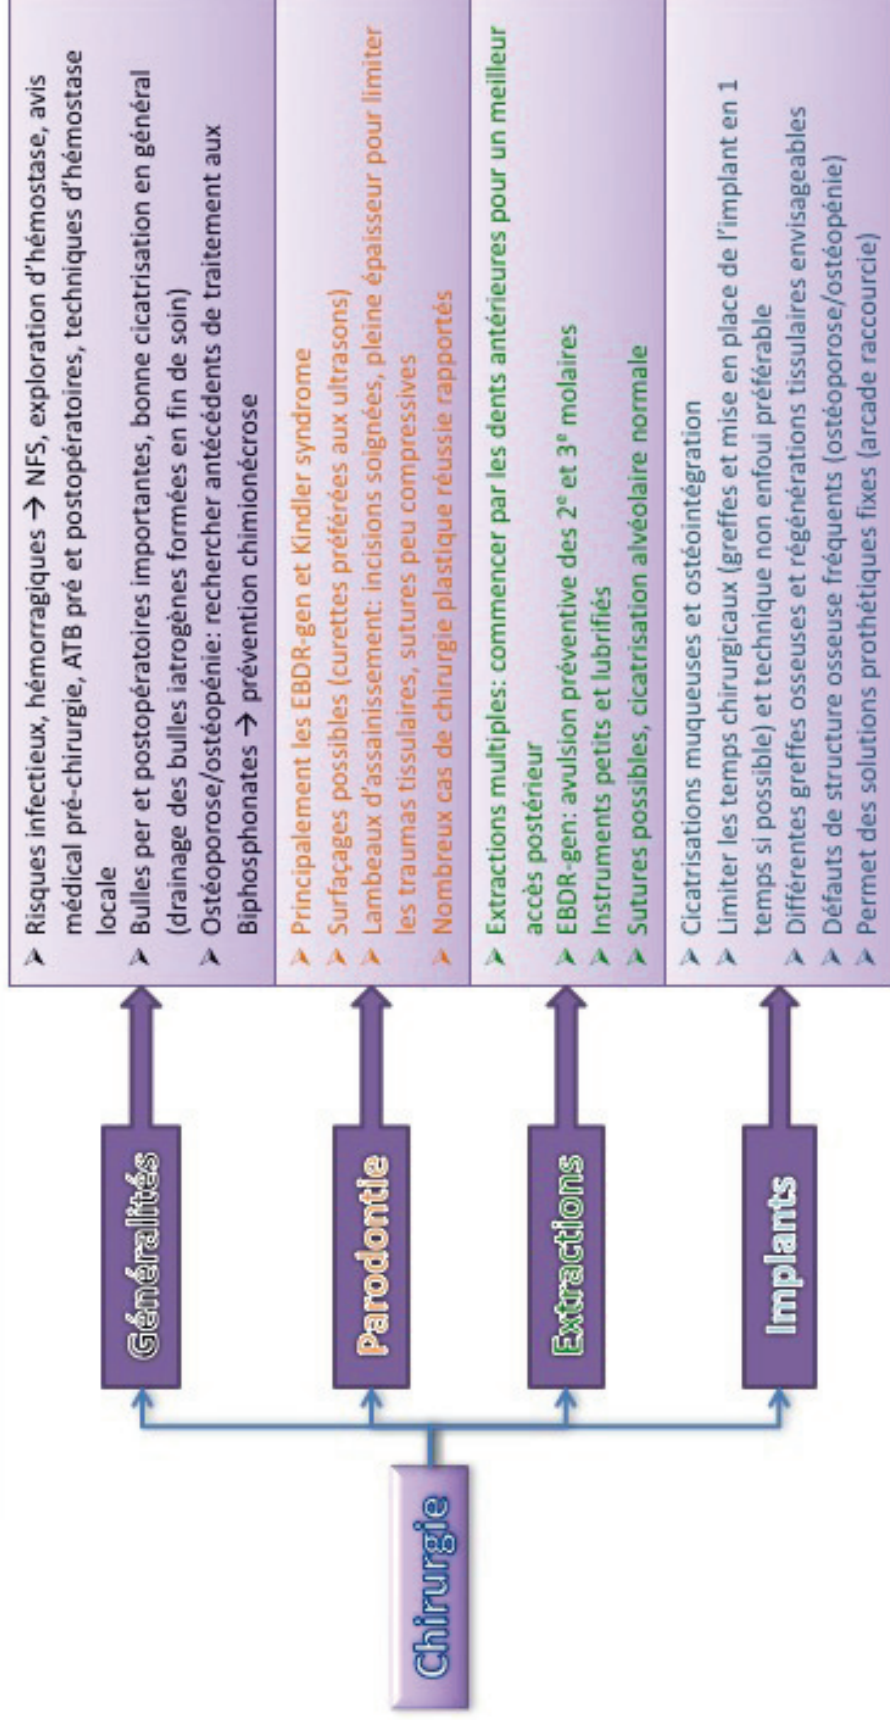 Chirurgie
Généralités
Risques infectieux, hémorragiques → NFS, exploration d'hémostase, avis
médical pré-chirurgie, ATB pré et postopératoires, techniques d'hémostase
locale
Bulles per et postopératoires importantes, bonne cicatrisation en général
(drainage des bulles iatrogènes formées en fin de soin)
Ostéoporose/ostéopénie: rechercher antécédents de traitement aux
Biphosphonates → prévention chimionécrose
Parodontie
Principalement les EBDR-gen et Kindler syndrome
Surfaçages possibles (curettes préférées aux ultrasons)
Lambeaux d'assainissement: incisions soignées, pleine épaisseur pour limiter
les traumas tissulaires, sutures peu compressives
Nombreux cas de chirurgie plastique réussie rapportés
Extractions
Extractions multiples: commencer par les dents antérieures pour un meilleur
accès postérieur
EBDR-gen: avulsion préventive des 2e et 3e molaires
Instruments petits et lubrifiés
Sutures possibles, cicatrisation alvéolaire normale
Implants
Cicatrisations muqueuses et ostéointégration
Limiter les temps chirurgicaux (greffes et mise en place de l'implant en 1
temps si possible) et technique non enfoui préférable
Différentes greffes osseuses et régénérations tissulaires envisageables
Défauts de structure osseuse fréquents (ostéoporose/ostéopénie)
Permet des solutions prothétiques fixes (arcade raccourcie)